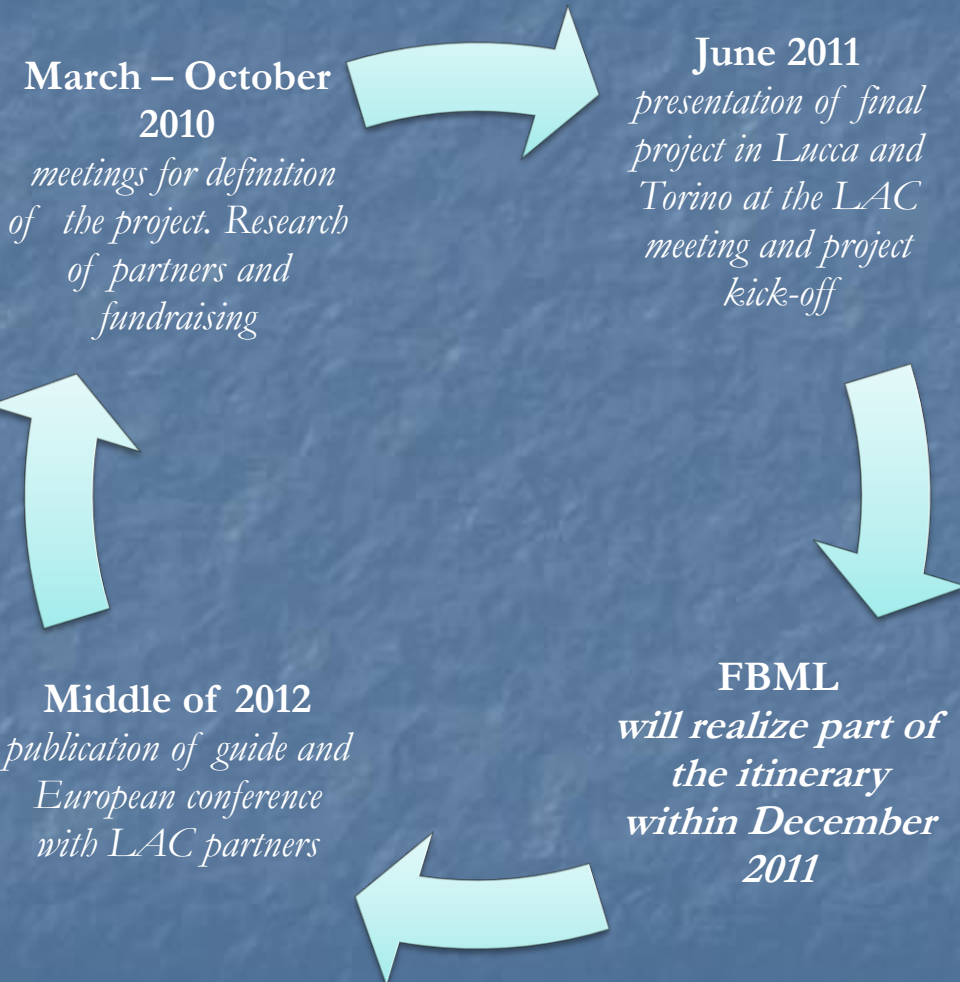 March – October
2010
meetings for definition
of the project. Research
of partners and
fundraising
June 2011
presentation of final
project in Lucca and
Torino at the LAC
meeting and project
kick-off
FBML
will realize part of
the itinerary
within December
2011
Middle of 2012
publication of guide and
European conference
with LAC partners